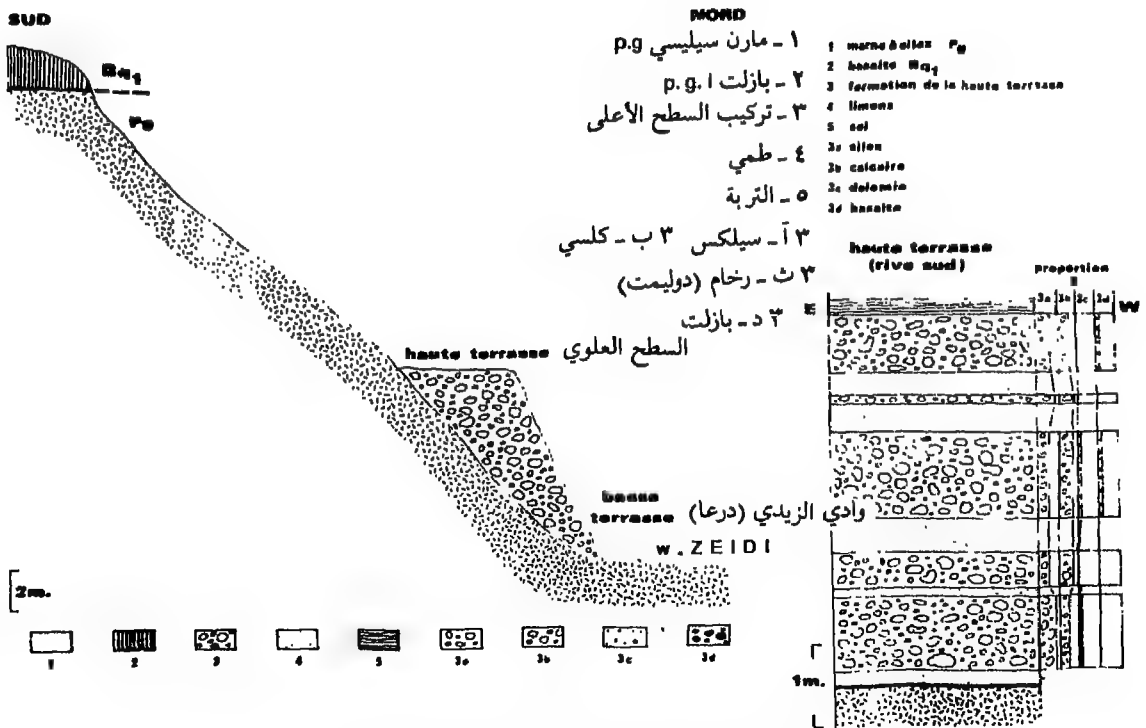 SUD
Bq1
Pg
NORD
١ - مارن سيليسي p.g
٢ - بازلت p.g.l
٣ - تركيب السطح الأعلى
٤ - طمي
٥ - التربة
٣ آ - سيلكس ٣ ب - كلسي
٣ ث - رخام (دوليمت)
٣ د - بازلت
السطح العلوي
haute terrasse
1 marne à silex Pg
2 basalte Bq1
3 formation de la haute terrasse
4 limons
5 sol
3a silex
3b calcaire
3c dolomie
3d basalte
haute terrasse
(rive sud)
proportion
E
3a 3b 3c 3d
W
basse
terrasse
وادي الزيدي (درعا)
w. ZEIDI
2m.
1 2 3 4 5 3a 3b 3c 3d
1m.